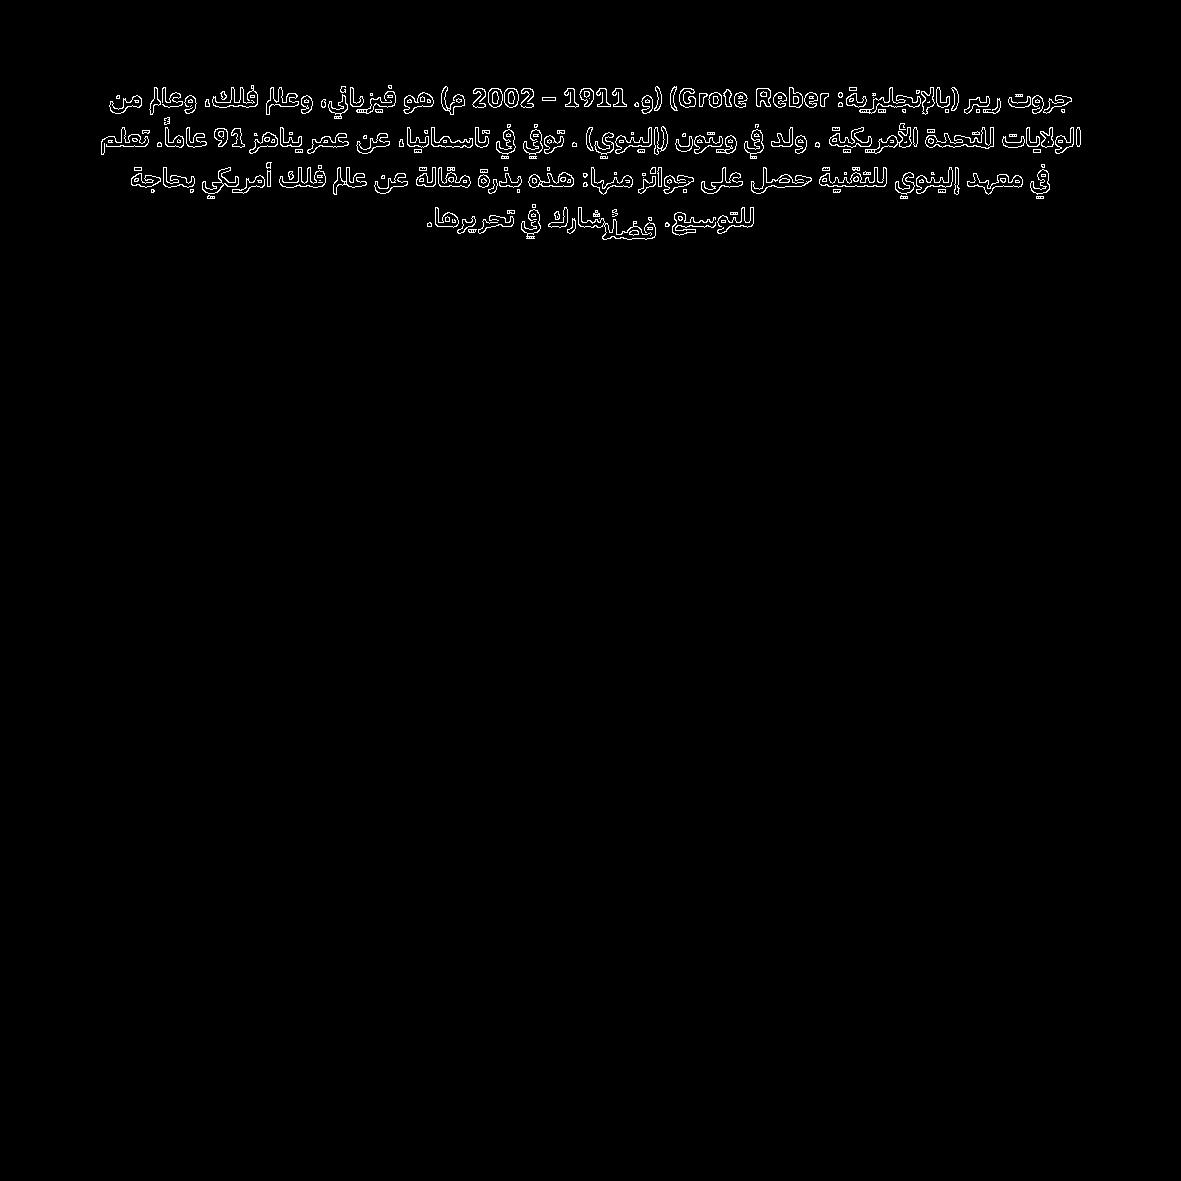 جروت ريبر (بالإنجليزية: Grote Reber) (و. 1911 – 2002 م) هو فيزيائي، وعالم فلك، وعالم من
الولايات المتحدة الأمريكية . ولد في ويتون (إلينوي) . توفي في تاسمانيا، عن عمر يناهز 91 عاماً. تعلم
في معهد إلينوي للتقنية حصل على جوائز منها: هذه بذرة مقالة عن عالم فلك أمريكي بحاجة
للتوسيع. فضلًا شارك في تحريرها.